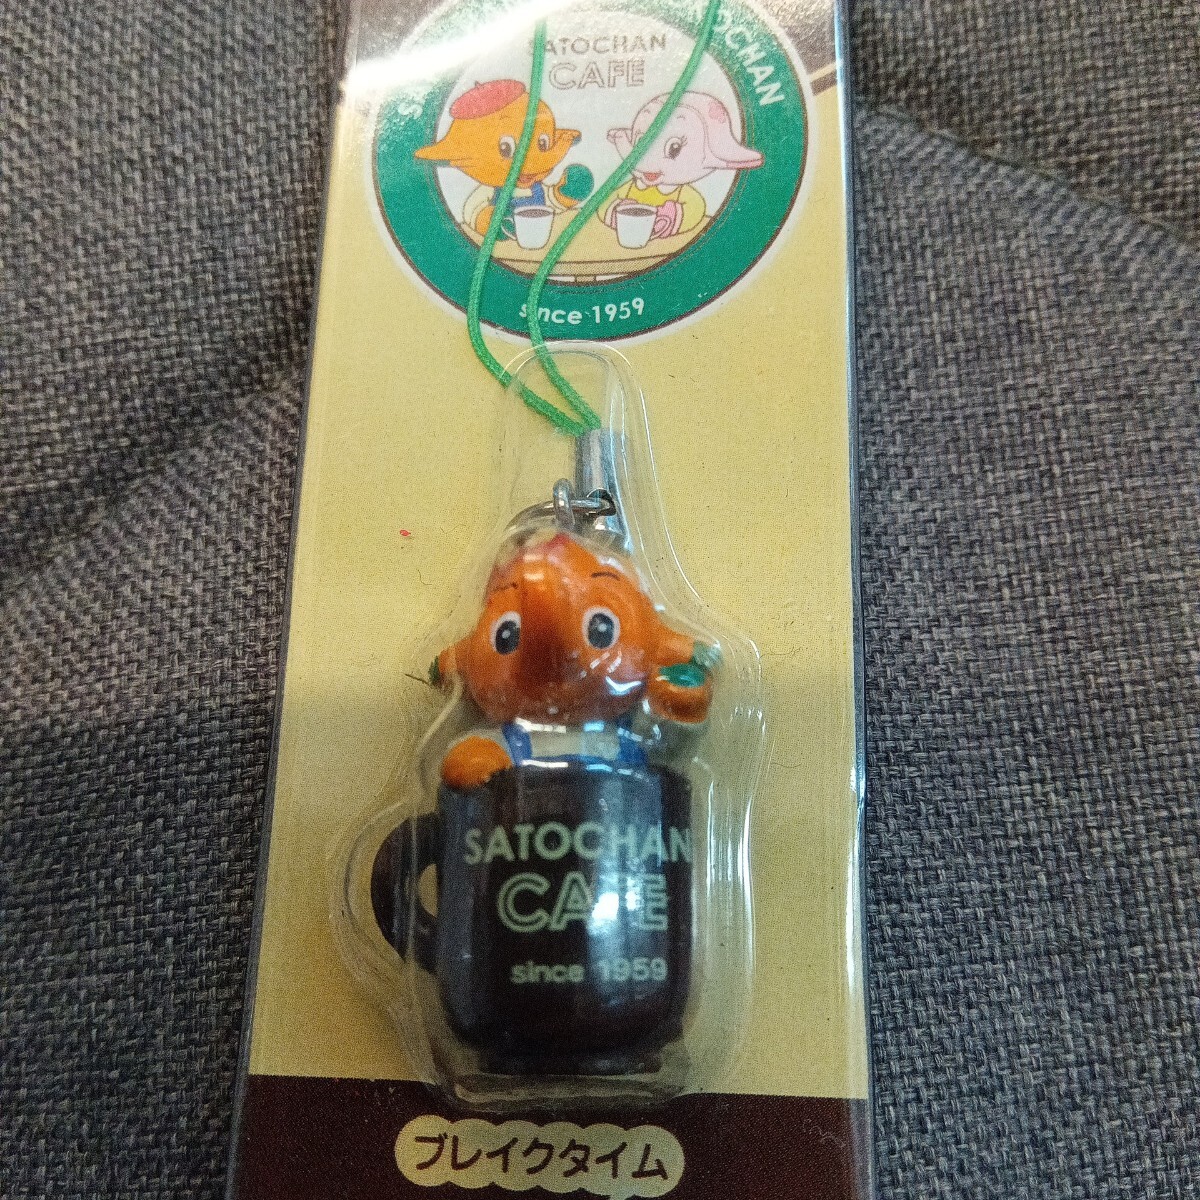 SATOCHAN
CAFE
since 1959
SATOCHAN
CAFE
since 1959
ブレイクタイム